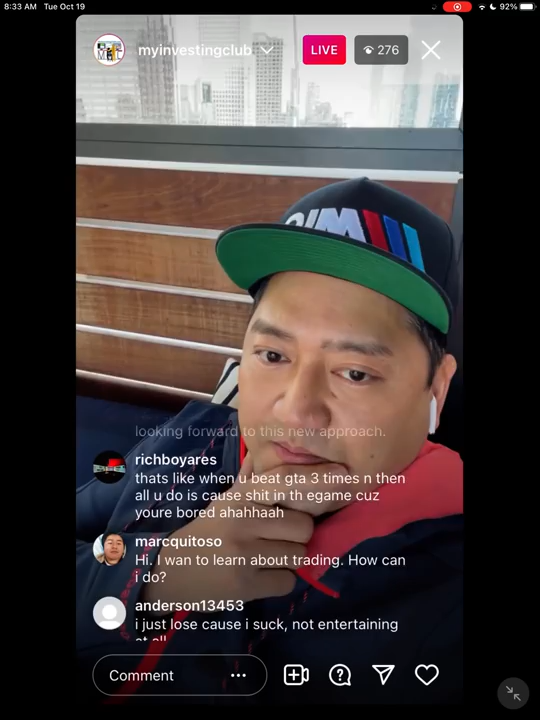 8:33 AM Tue Oct 19
92%
myinvestingclub
LIVE
276
looking forward to this new approach.
richboyares
thats like when u beat gta 3 times n then
all u do is cause shit in th egame cuz
youre bored ahahhaah
marcquitoso
Hi. I wan to learn about trading. How can
i do?
anderson13453
i just lose cause i suck, not entertaining
at all
Comment